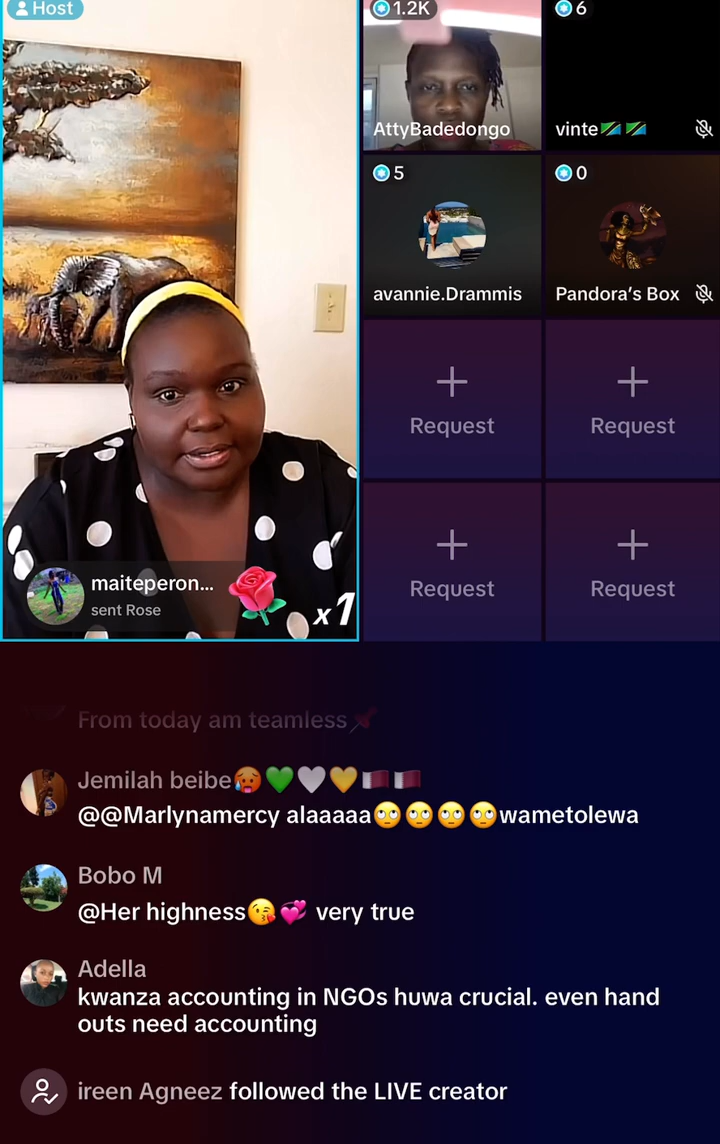 Host
1.2K
AttyBadedongo
6
vinte🇹🇿🇹🇿
5
avannie.Drammis
0
Pandora's Box
Request
Request
Request
Request
maiteperon...
sent Rose
x1
From today am teamless📌
Jemilah beibe🥵💚🤍💛🇶🇦🇶🇦
@@Marlynamercy alaaaaa🙄🙄🙄🙄wametolewa
Bobo M
@Her highness😘💞 very true
Adella
kwanza accounting in NGOs huwa crucial. even hand
outs need accounting
ireen Agneez followed the LIVE creator